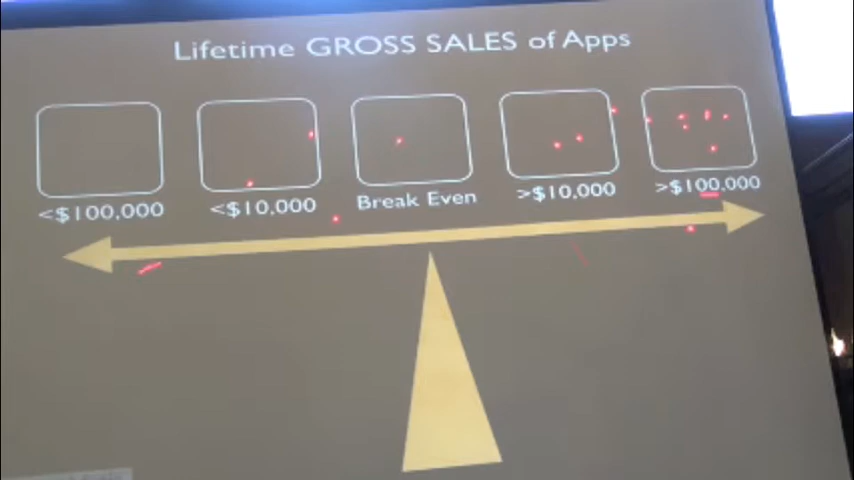 Lifetime GROSS SALES of Apps
<$100,000
<$10,000
Break Even
>$10,000
>$100,000